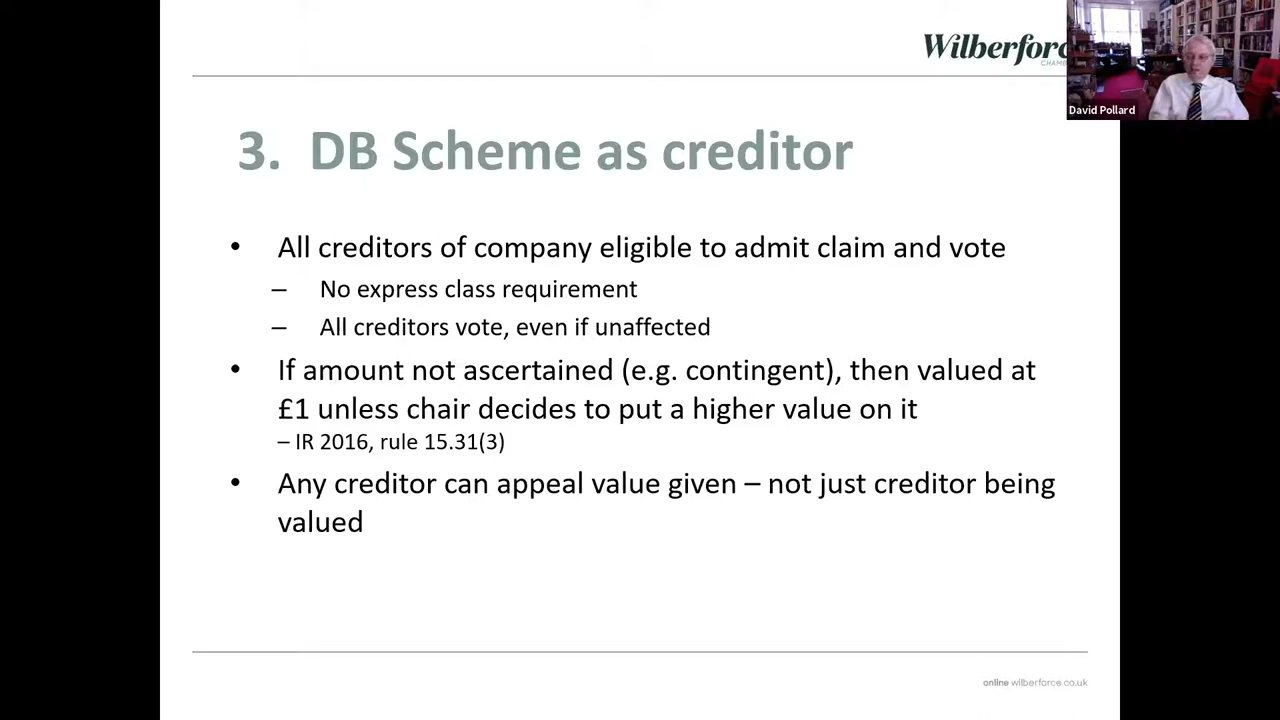 Wilberforc
CHAM
David Pollard
3. DB Scheme as creditor
• All creditors of company eligible to admit claim and vote
– No express class requirement
– All creditors vote, even if unaffected
• If amount not ascertained (e.g. contingent), then valued at
£1 unless chair decides to put a higher value on it
– IR 2016, rule 15.31(3)
• Any creditor can appeal value given – not just creditor being
valued
online wilberforce.co.uk